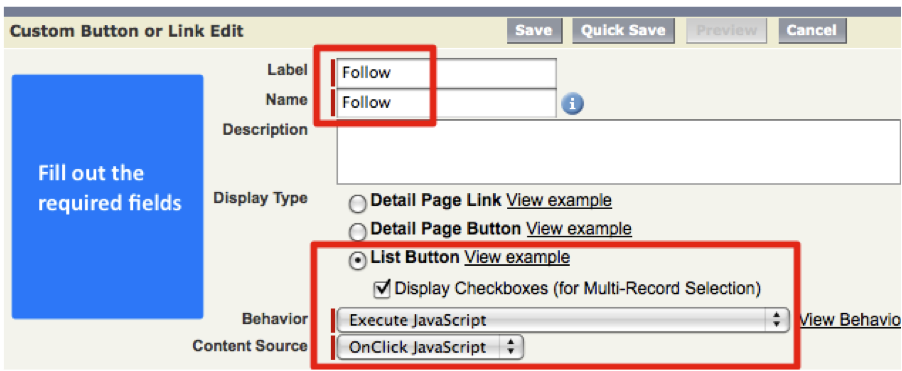 Custom Button or Link Edit
Save
Quick Save
Preview
Cancel
Label
Follow
Name
Follow
i
Description
Fill out the
required fields
Display Type
Detail Page Link View example
Detail Page Button View example
List Button View example
Display Checkboxes (for Multi-Record Selection)
Behavior
Execute JavaScript
View Behavio
Content Source
OnClick JavaScript